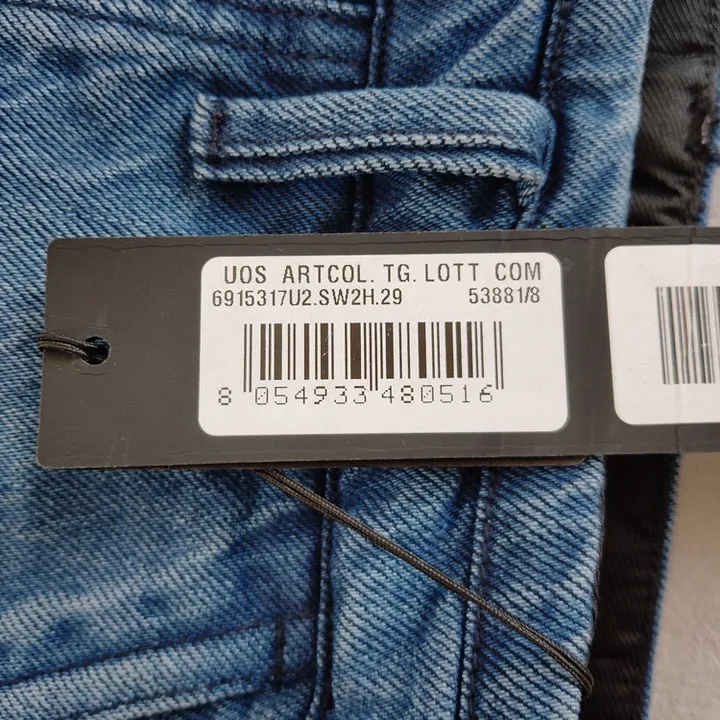 UOS ARTCOL. TG. LOTT COM
6915317U2.SW2H.29 53881/8
8 054933 480516